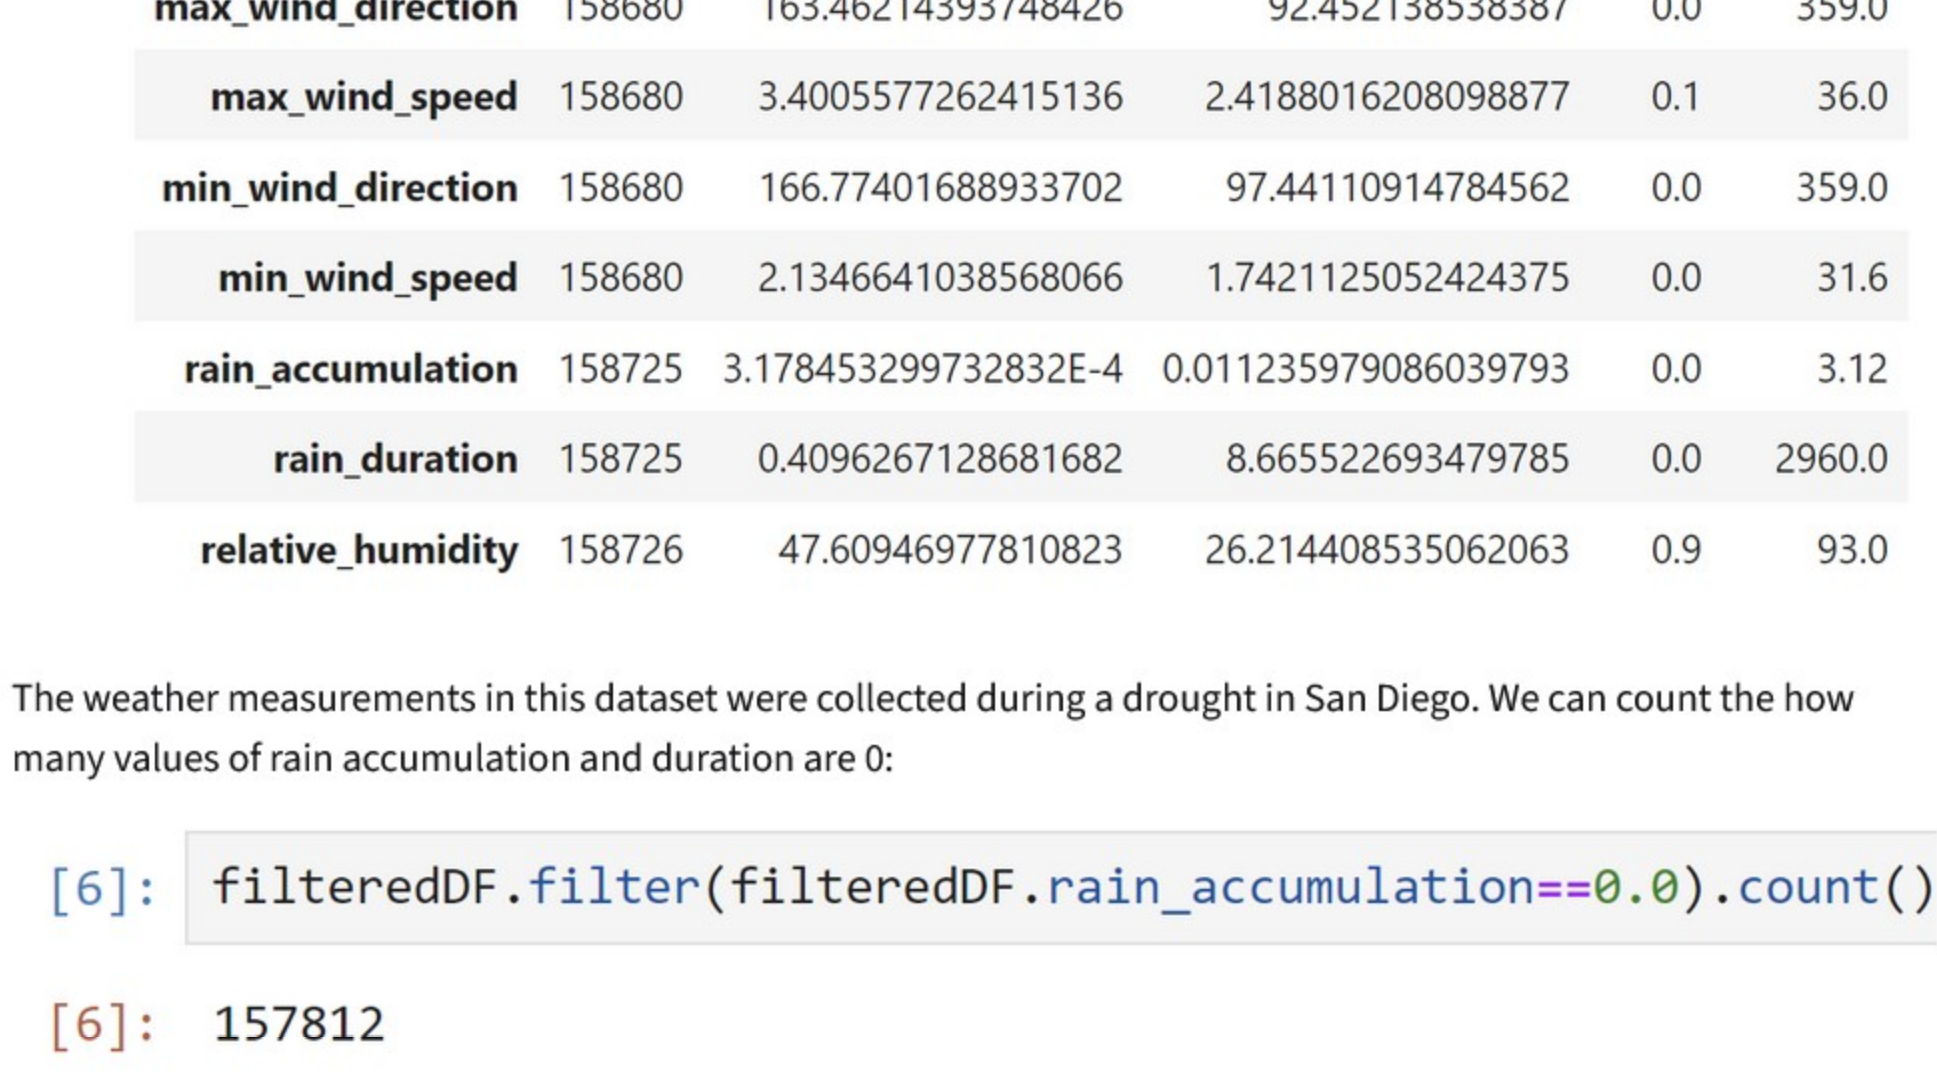 max_wind_direction 158680 163.46214393748426 92.452138538387 0.0 359.0
max_wind_speed 158680 3.4005577262415136 2.4188016208098877 0.1 36.0
min_wind_direction 158680 166.77401688933702 97.44110914784562 0.0 359.0
min_wind_speed 158680 2.1346641038568066 1.7421125052424375 0.0 31.6
rain_accumulation 158725 3.178453299732832E-4 0.011235979086039793 0.0 3.12
rain_duration 158725 0.4096267128681682 8.665522693479785 0.0 2960.0
relative_humidity 158726 47.60946977810823 26.214408535062063 0.9 93.0
The weather measurements in this dataset were collected during a drought in San Diego. We can count the how
many values of rain accumulation and duration are 0:
[6]: filteredDF.filter(filteredDF.rain_accumulation==0.0).count()
[6]: 157812